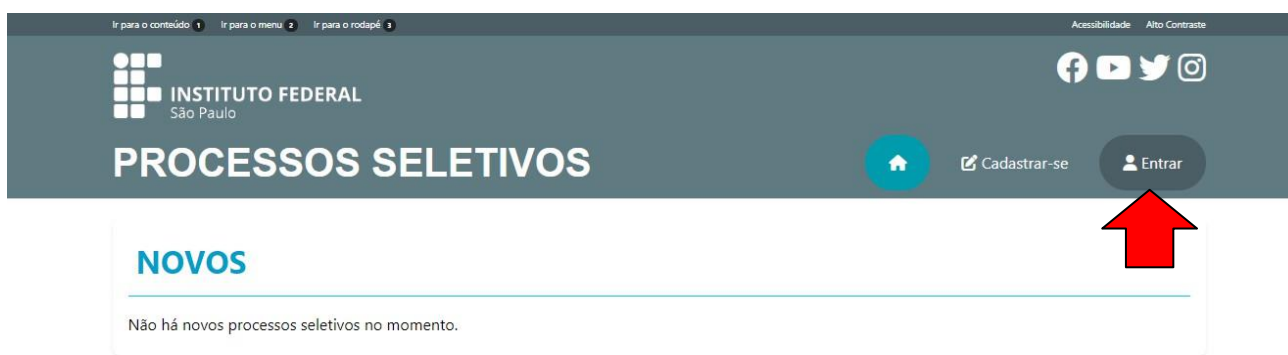 Ir para o conteúdo 1 Ir para o menu 2 Ir para o rodapé 3 Acessibilidade Alto Contraste
INSTITUTO FEDERAL
São Paulo
PROCESSOS SELETIVOS Cadastrar-se Entrar
NOVOS
Não há novos processos seletivos no momento.